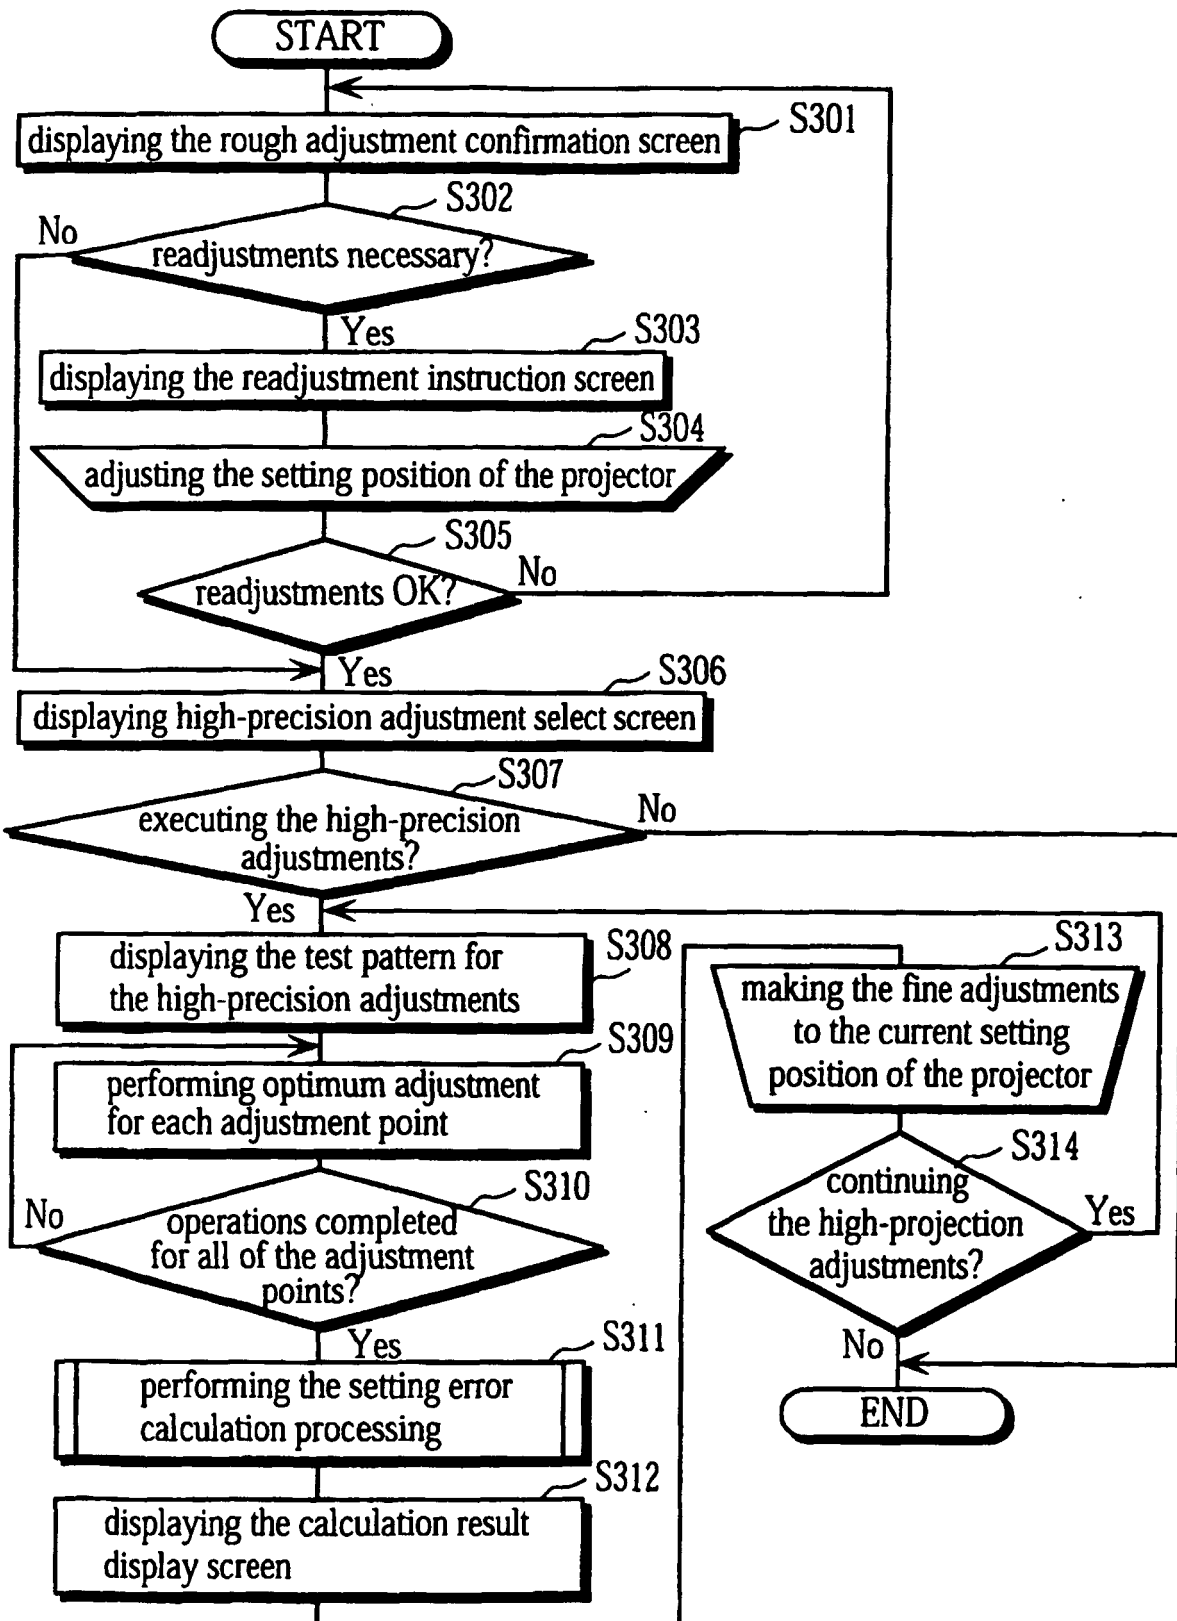 START
S301
displaying the rough adjustment confirmation screen
S302
No
readjustments necessary?
Yes
S303
displaying the readjustment instruction screen
S304
adjusting the setting position of the projector
S305
readjustments OK?
No
Yes
S306
displaying high-precision adjustment select screen
S307
executing the high-precision
adjustments?
No
Yes
S308
displaying the test pattern for
the high-precision adjustments
S309
performing optimum adjustment
for each adjustment point
S310
No
operations completed
for all of the adjustment
points?
Yes
S311
performing the setting error
calculation processing
S312
displaying the calculation result
display screen
S313
making the fine adjustments
to the current setting
position of the projector
S314
continuing
the high-projection
adjustments?
Yes
No
END